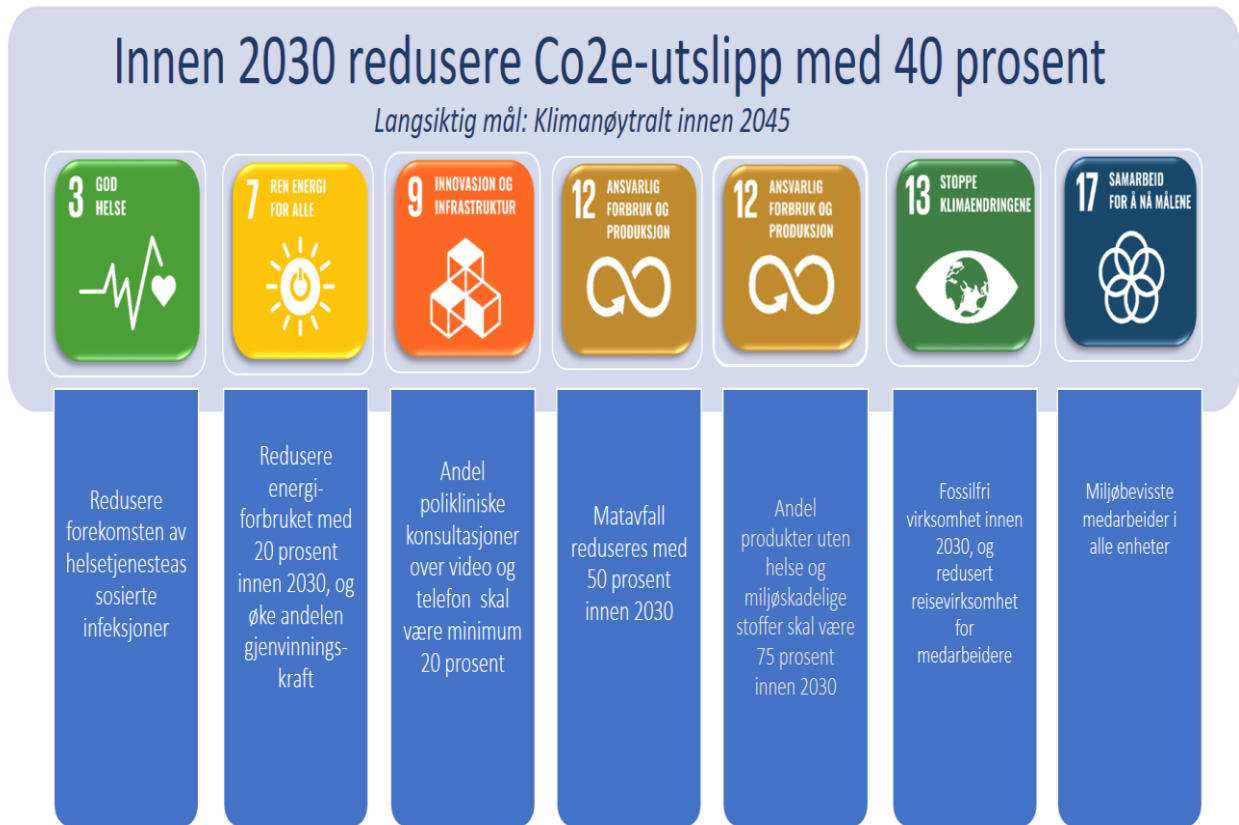 Innen 2030 redusere Co2e-utslipp med 40 prosent
Langsiktig mål: Klimanøytralt innen 2045
3 GOD
HELSE
7 REN ENERGI
FOR ALLE
9 INNOVASJON OG
INFRASTRUKTUR
12 ANSVARLIG
FORBRUK OG
PRODUKSJON
12 ANSVARLIG
FORBRUK OG
PRODUKSJON
13 STOPPE
KLIMAENDRINGENE
17 SAMARBEID
FOR Å NÅ MÅLENE
Redusere
forekomsten av
helsetjenesteas
sosierte
infeksjoner
Redusere
energi-
forbruket med
20 prosent
innen 2030, og
øke andelen
gjenvinnings-
kraft
Andel
polikliniske
konsultasjoner
over video og
telefon skal
være minimum
20 prosent
Matavfall
reduseres med
50 prosent
innen 2030
Andel
produkter uten
helse og
miljøskadelige
stoffer skal være
75 prosent
innen 2030
Fossilfri
virksomhet innen
2030, og
redusert
reisevirksomhet
for
medarbeidere
Miljøbevisste
medarbeider i
alle enheter